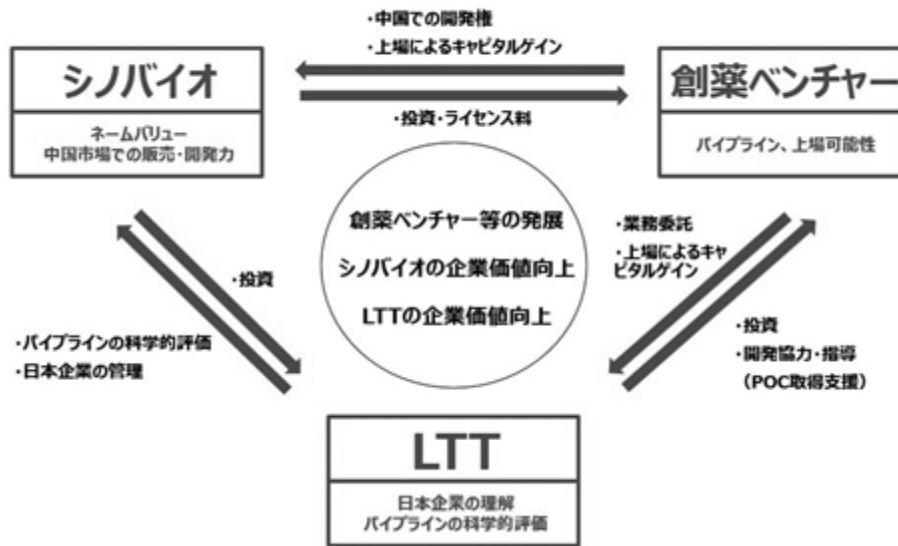 ・中国での開発権
・上場によるキャピタルゲイン
シノバイオ
ネームバリュー
中国市場での販売・開発力
・投資・ライセンス料
創薬ベンチャー
パイプライン、上場可能性
創薬ベンチャー等の発展
シノバイオの企業価値向上
LTTの企業価値向上
・業務委託
・上場によるキャ
ピタルゲイン
・投資
・パイプラインの科学的評価
・日本企業の管理
・投資
・開発協力・指導
（POC取得支援）
LTT
日本企業の理解
パイプラインの科学的評価